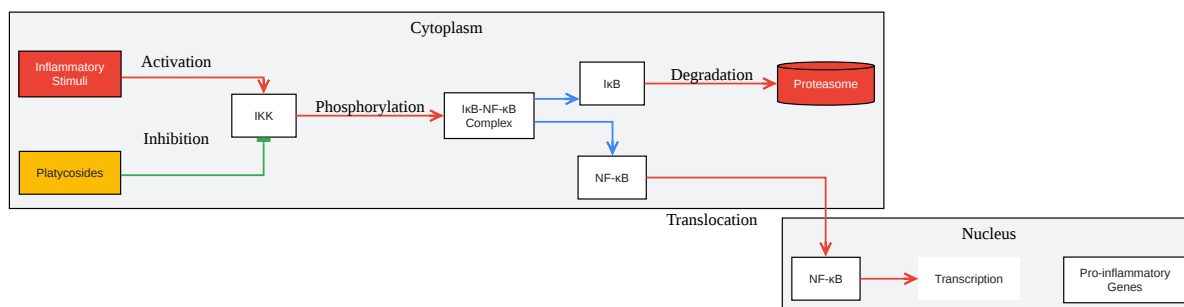 Cytoplasm
Inflammatory
Stimuli
Activation
IKK
Phosphorylation
IκB-NF-κB
Complex
IκB
Degradation
Proteasome
Inhibition
Platycosides
NF-κB
Translocation
Nucleus
NF-κB
Transcription
Pro-inflammatory
Genes